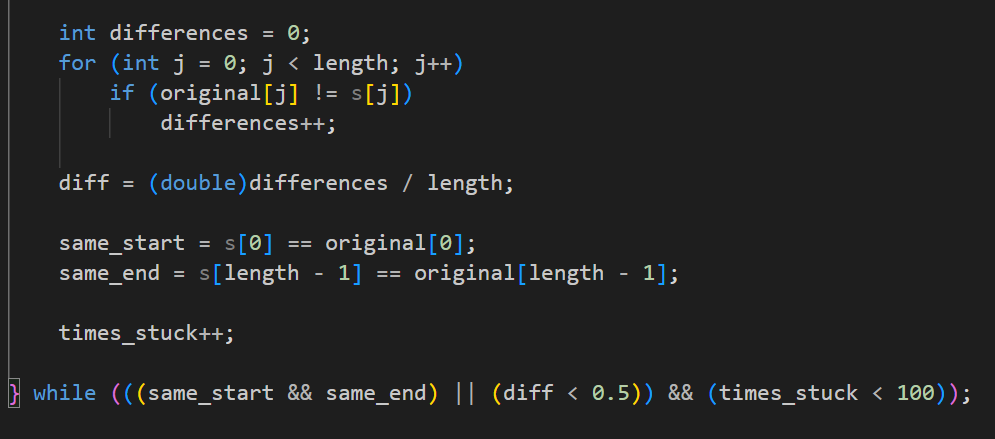 int differences = 0;
for (int j = 0; j < length; j++)
if (original[j] != s[j])
differences++;
diff = (double)differences / length;
same_start = s[0] == original[0];
same_end = s[length - 1] == original[length - 1];
times_stuck++;
} while (((same_start && same_end) || (diff < 0.5)) && (times_stuck < 100));